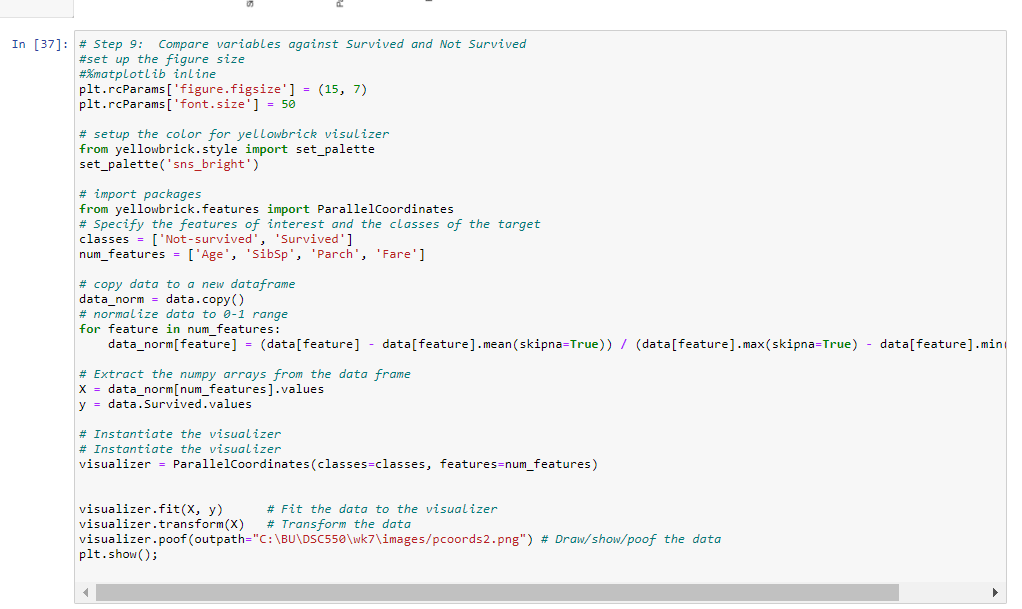 In [37]:
# Step 9:  Compare variables against Survived and Not Survived
#set up the figure size
#%matplotlib inline
plt.rcParams['figure.figsize'] = (15, 7)
plt.rcParams['font.size'] = 50
# setup the color for yellowbrick visulizer
from yellowbrick.style import set_palette
set_palette('sns_bright')
# import packages
from yellowbrick.features import ParallelCoordinates
# Specify the features of interest and the classes of the target
classes = ['Not-survived', 'Survived']
num_features = ['Age', 'SibSp', 'Parch', 'Fare']
# copy data to a new dataframe
data_norm = data.copy()
# normalize data to 0-1 range
for feature in num_features:
    data_norm[feature] = (data[feature] - data[feature].mean(skipna=True)) / (data[feature].max(skipna=True) - data[feature].min
# Extract the numpy arrays from the data frame
X = data_norm[num_features].values
y = data.Survived.values
# Instantiate the visualizer
# Instantiate the visualizer
visualizer = ParallelCoordinates(classes=classes, features=num_features)
visualizer.fit(X, y)      # Fit the data to the visualizer
visualizer.transform(X)   # Transform the data
visualizer.poof(outpath="C:\BU\DSC550\wk7\images/pcoords2.png") # Draw/show/poof the data
plt.show();